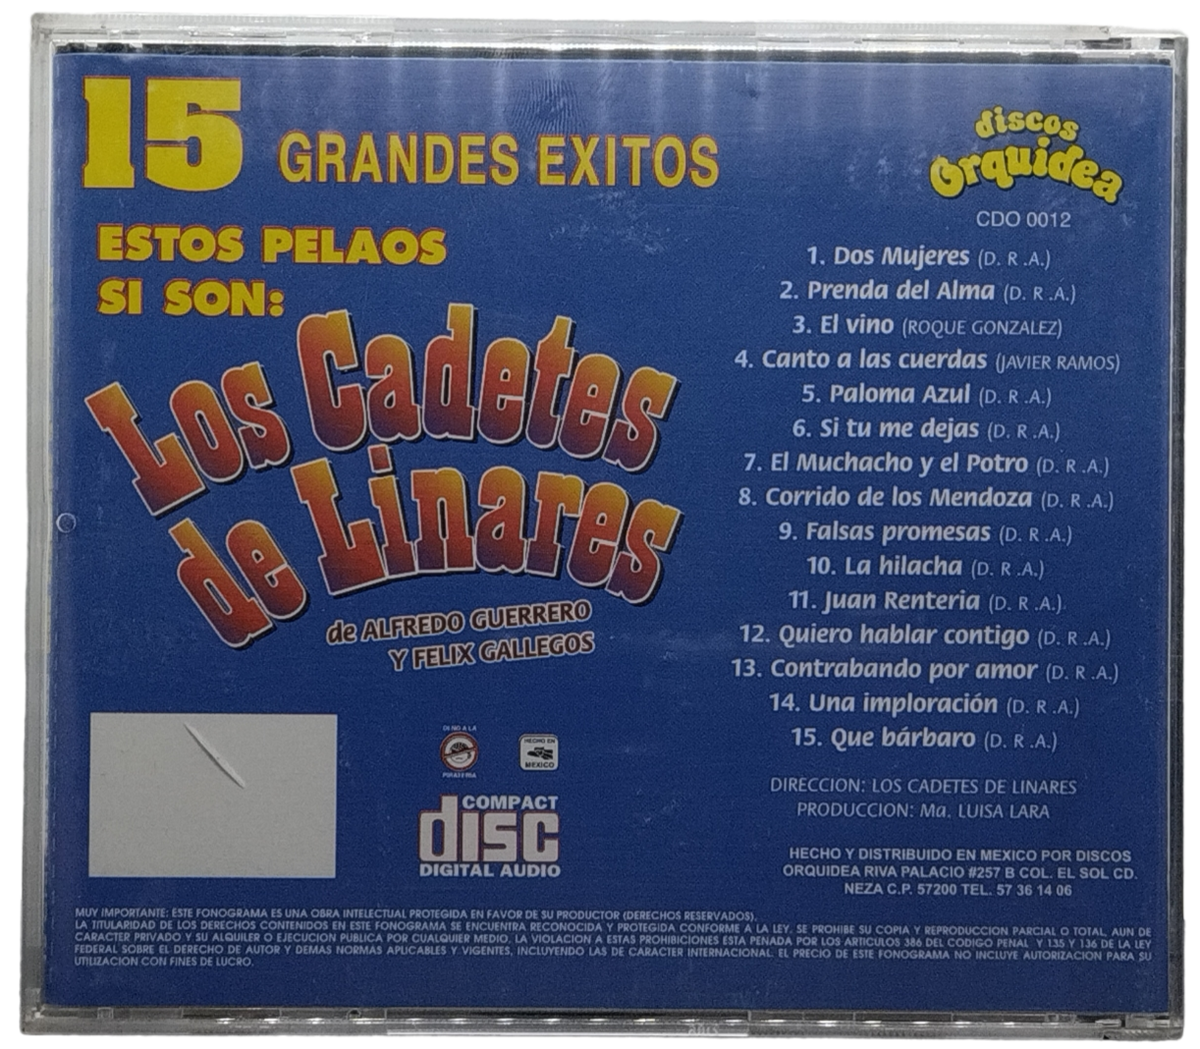 15 GRANDES EXITOS
discos
Orquidea
CDO 0012
ESTOS PELAOS
SI SON:
Los Cadetes
de Linares
de ALFREDO GUERRERO
Y FELIX GALLEGOS
1. Dos Mujeres (D. R .A.)
2. Prenda del Alma (D. R .A.)
3. El vino (ROQUE GONZALEZ)
4. Canto a las cuerdas (JAVIER RAMOS)
5. Paloma Azul (D. R .A.)
6. Si tu me dejas (D. R .A.)
7. El Muchacho y el Potro (D. R .A.)
8. Corrido de los Mendoza (D. R .A.)
9. Falsas promesas (D. R .A.)
10. La hilacha (D. R .A.)
11. Juan Renteria (D. R .A.)
12. Quiero hablar contigo (D. R .A.)
13. Contrabando por amor (D. R .A.)
14. Una imploración (D. R .A.)
15. Que bárbaro (D. R .A.)
DIRECCION: LOS CADETES DE LINARES
PRODUCCION: Ma. LUISA LARA
DI NO A LA
PIRATERIA
HECHO EN
MEXICO
COMPACT
disc
DIGITAL AUDIO
HECHO Y DISTRIBUIDO EN MEXICO POR DISCOS
ORQUIDEA RIVA PALACIO #257 B COL. EL SOL CD.
NEZA C.P. 57200 TEL. 57 36 14 06
MUY IMPORTANTE: ESTE FONOGRAMA ES UNA OBRA INTELECTUAL PROTEGIDA EN FAVOR DE SU PRODUCTOR (DERECHOS RESERVADOS).
LA TITULARIDAD DE LOS DERECHOS CONTENIDOS EN ESTE FONOGRAMA SE ENCUENTRA RECONOCIDA Y PROTEGIDA CONFORME A LA LEY. SE PROHIBE SU COPIA Y REPRODUCCION PARCIAL O TOTAL, AUN DE
CARACTER PRIVADO Y SU ALQUILER O EJECUCION PUBLICA POR CUALQUIER MEDIO. LA VIOLACION A ESTAS PROHIBICIONES ESTA PENADA POR LOS ARTICULOS 386 DEL CODIGO PENAL Y 135 Y 136 DE LA LEY
FEDERAL SOBRE EL DERECHO DE AUTOR Y DEMAS NORMAS APLICABLES Y VIGENTES, INCLUYENDO LAS DE CARACTER INTERNACIONAL. EL PRECIO DE ESTE FONOGRAMA NO INCLUYE AUTORIZACION PARA SU
UTILIZACION CON FINES DE LUCRO.